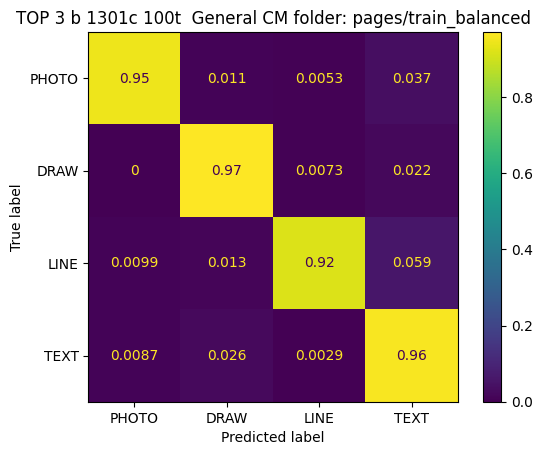 TOP 3 b 1301c 100t  General CM folder: pages/train_balanced
PHOTO 0.95 0.011 0.0053 0.037
DRAW 0 0.97 0.0073 0.022
LINE 0.0099 0.013 0.92 0.059
TEXT 0.0087 0.026 0.0029 0.96
PHOTO DRAW LINE TEXT
Predicted label
True label
0.8
0.6
0.4
0.2
0.0